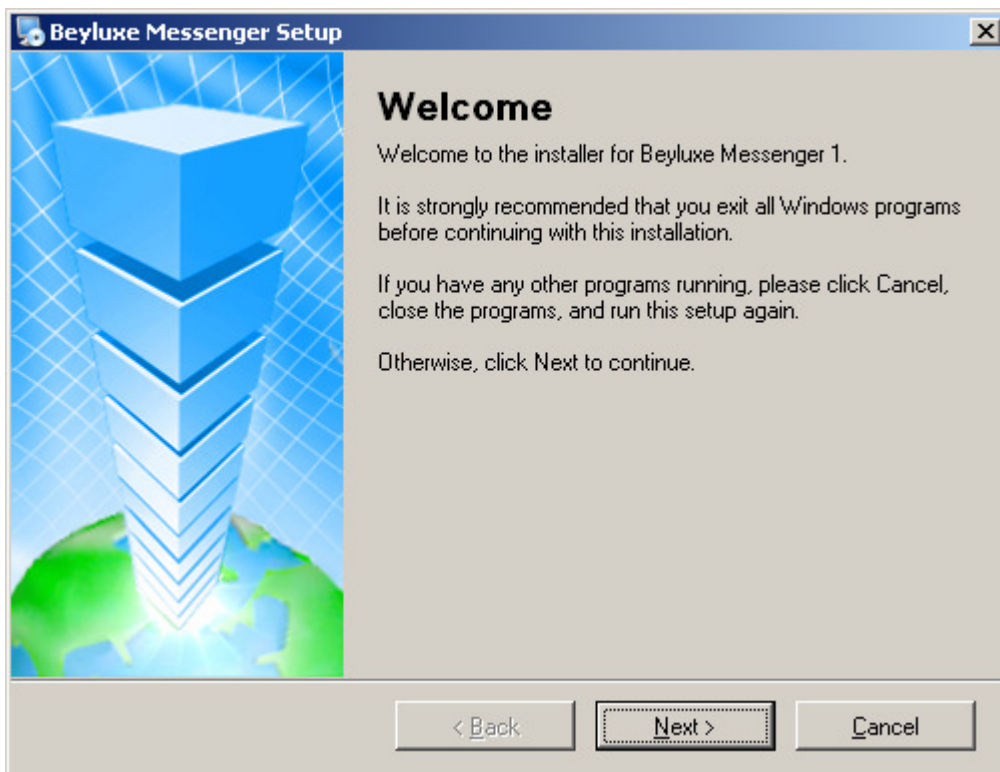 Beyluxe Messenger Setup
Welcome
Welcome to the installer for Beyluxe Messenger 1.
It is strongly recommended that you exit all Windows programs
before continuing with this installation.
If you have any other programs running, please click Cancel,
close the programs, and run this setup again.
Otherwise, click Next to continue.
< Back
Next >
Cancel